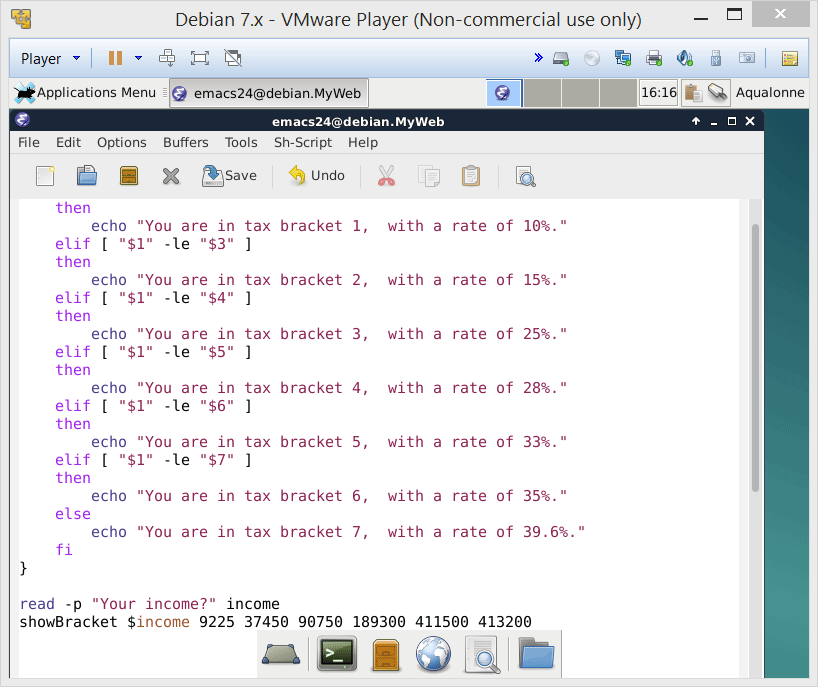 Debian 7.x - VMware Player (Non-commercial use only)
Player
Applications Menu
emacs24@debian.MyWeb
16:16
Aqualonne
emacs24@debian.MyWeb
File Edit Options Buffers Tools Sh-Script Help
Save Undo
then
echo "You are in tax bracket 1,  with a rate of 10%."
elif [ "$1" -le "$3" ]
then
echo "You are in tax bracket 2,  with a rate of 15%."
elif [ "$1" -le "$4" ]
then
echo "You are in tax bracket 3,  with a rate of 25%."
elif [ "$1" -le "$5" ]
then
echo "You are in tax bracket 4,  with a rate of 28%."
elif [ "$1" -le "$6" ]
then
echo "You are in tax bracket 5,  with a rate of 33%."
elif [ "$1" -le "$7" ]
then
echo "You are in tax bracket 6,  with a rate of 35%."
else
echo "You are in tax bracket 7,  with a rate of 39.6%."
fi
}
read -p "Your income?" income
showBracket $income 9225 37450 90750 189300 411500 413200